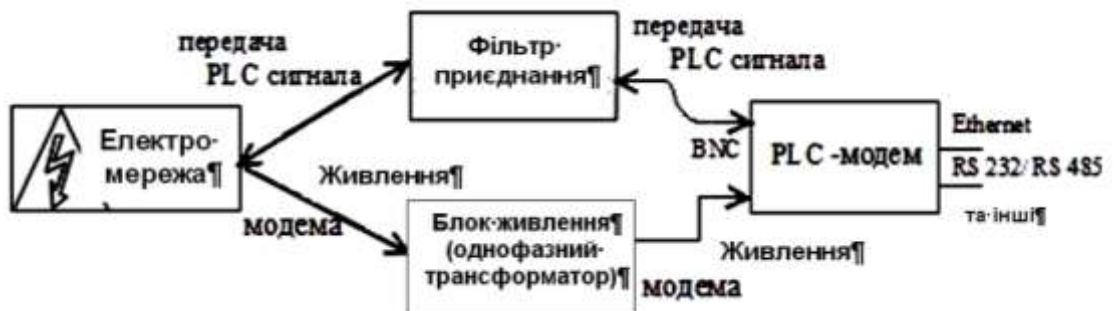 передача
PLC сигнала
Фільтр·
приєднання¶
передача
PLC сигнала
Електро-
мережа¶
BNC
PLC -модем
Ethernet
RS 232/ RS 485
та·інші¶
Живлення¶
модема
Блок·живлення¶
(однофазний·
трансформатор)¶
Живлення¶
модема